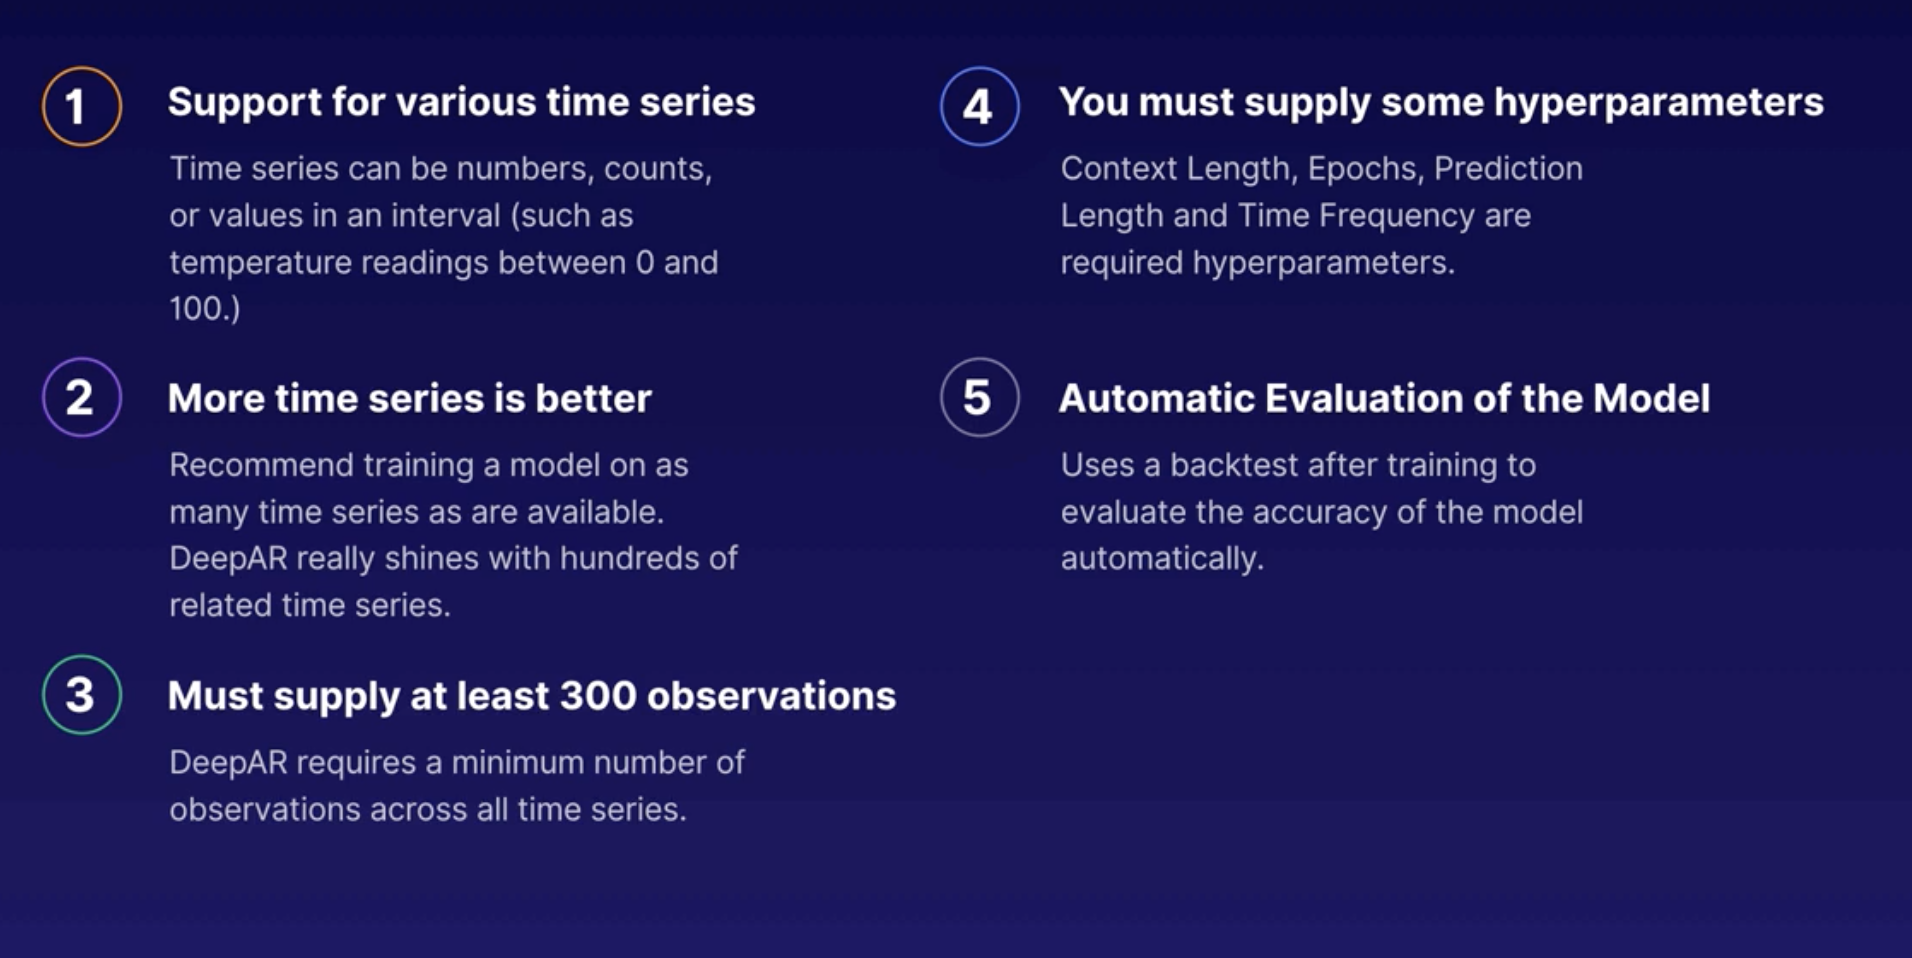 1
Support for various time series
Time series can be numbers, counts,
or values in an interval (such as
temperature readings between 0 and
100.)
2
More time series is better
Recommend training a model on as
many time series as are available.
DeepAR really shines with hundreds of
related time series.
3
Must supply at least 300 observations
DeepAR requires a minimum number of
observations across all time series.
4
You must supply some hyperparameters
Context Length, Epochs, Prediction
Length and Time Frequency are
required hyperparameters.
5
Automatic Evaluation of the Model
Uses a backtest after training to
evaluate the accuracy of the model
automatically.